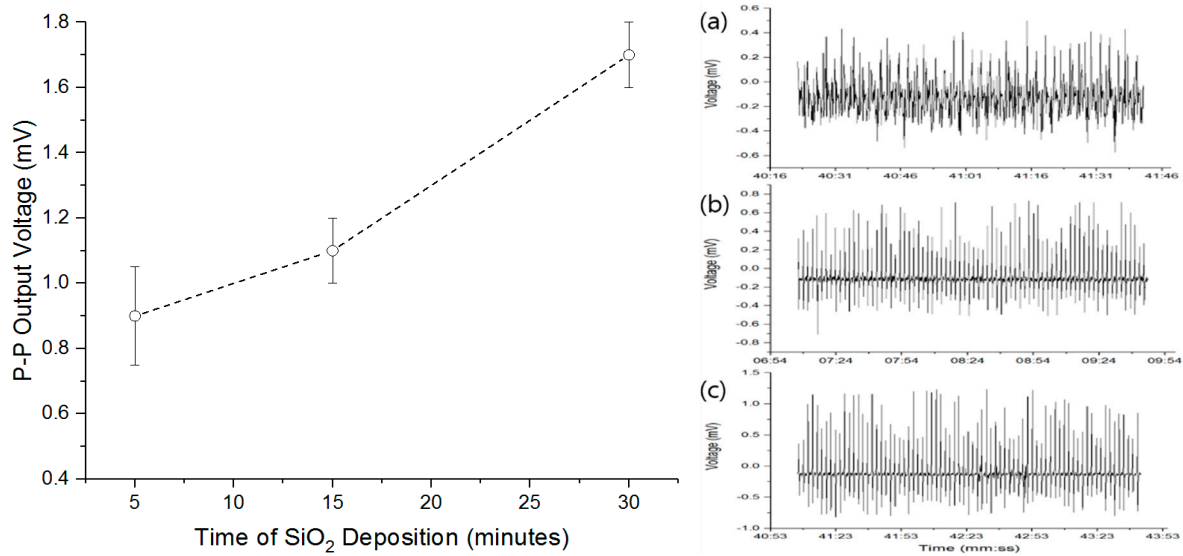 1.8
1.6
1.4
1.2
1.0
0.8
0.6
0.4
P-P Output Voltage (mV)
5 10 15 20 25 30
Time of SiO₂ Deposition (minutes)
(a)
0.6
0.4
0.2
0.0
-0.2
-0.4
-0.6
Voltage (mV)
40:16 40:31 40:46 41:01 41:16 41:31 41:46
(b)
0.8
0.6
0.4
0.2
0.0
-0.2
-0.4
-0.6
-0.8
Voltage (mV)
06:54 07:24 07:54 08:24 08:54 09:24 09:54
(c)
1.5
1.0
0.5
0.0
-0.5
-1.0
Voltage (mV)
40:53 41:23 41:53 42:23 42:53 43:23 43:53
Time (mm:ss)